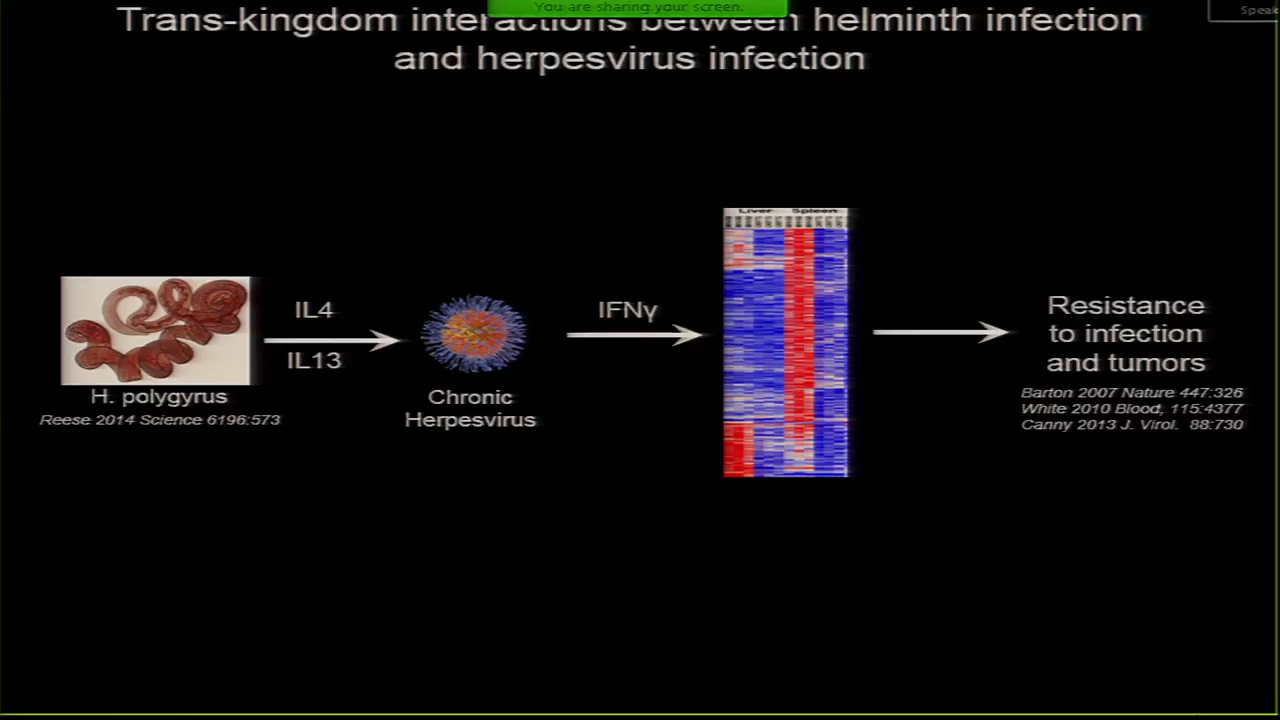 You are sharing your screen.
Speak
Trans-kingdom interactions between helminth infection
and herpesvirus infection
Liver Spleen
IL4
IL13
IFNγ
H. polygyrus
Reese 2014 Science 6196:573
Chronic
Herpesvirus
Resistance
to infection
and tumors
Barton 2007 Nature 447:326
White 2010 Blood, 115:4377
Canny 2013 J. Virol. 88:730